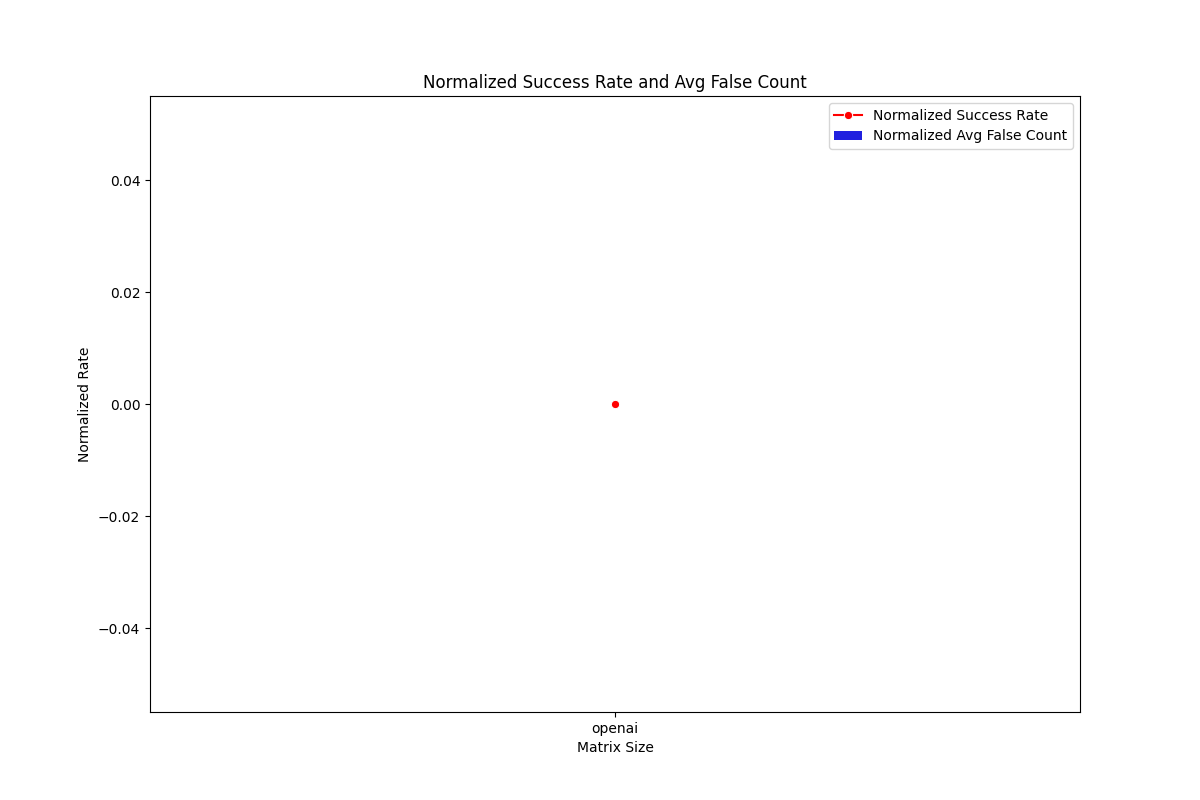 Normalized Success Rate and Avg False Count
Normalized Success Rate
Normalized Avg False Count
0.04
0.02
0.00
−0.02
−0.04
Normalized Rate
openai
Matrix Size